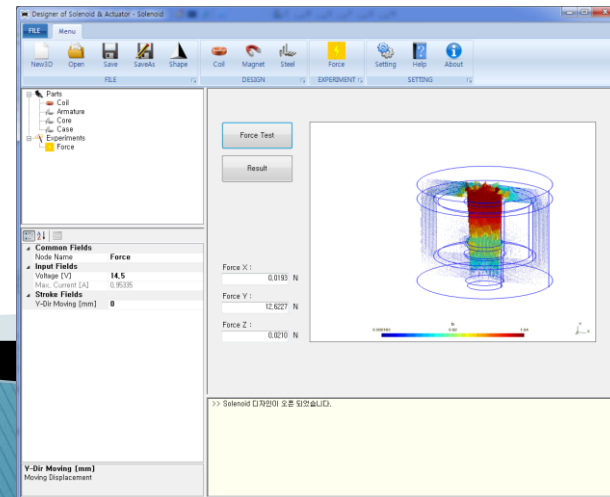 Designer of Solenoid & Actuator - Solenoid
FILE
Menu
New3D
Open
Save
SaveAs
Shape
Coil
Magnet
Steel
Force
Setting
Help
About
FILE
DESIGN
EXPERIMENT
SETTING
Parts
Coil
Armature
Core
Case
Experiments
Force
Force Test
Result
Common Fields
Node Name Force
Input Fields
Voltage [V] 14.5
Max. Current [A] 0.95335
Stroke Fields
Y-Dir Moving [mm] 0
Force X :
0.0193 N
Force Y :
12.6227 N
Force Z :
0.0210 N
>> Solenoid 디자인이 오픈 되었습니다.
Y-Dir Moving [mm]
Moving Displacement